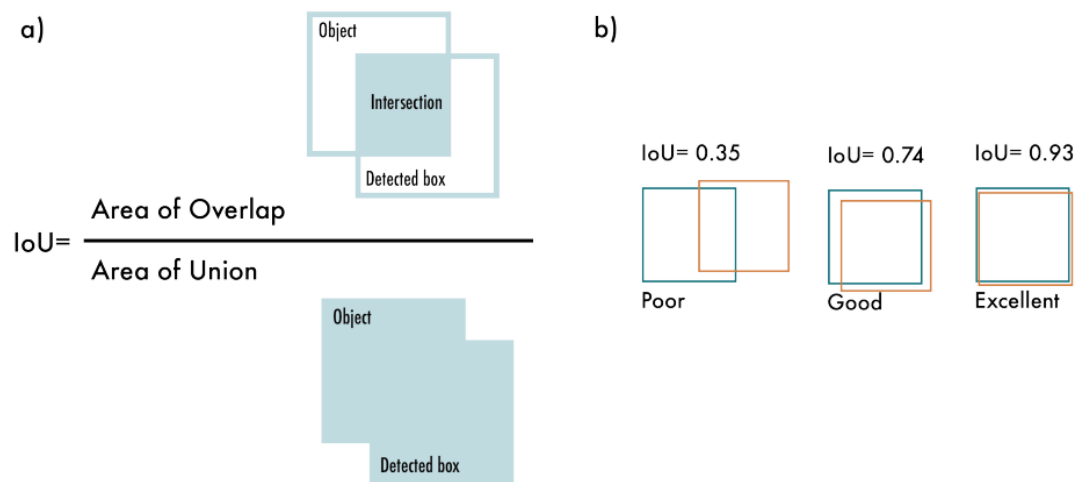 a)
Object
Intersection
Detected box
IoU=
Area of Overlap
Area of Union
Object
Detected box
b)
IoU= 0.35
IoU= 0.74
IoU= 0.93
Poor
Good
Excellent